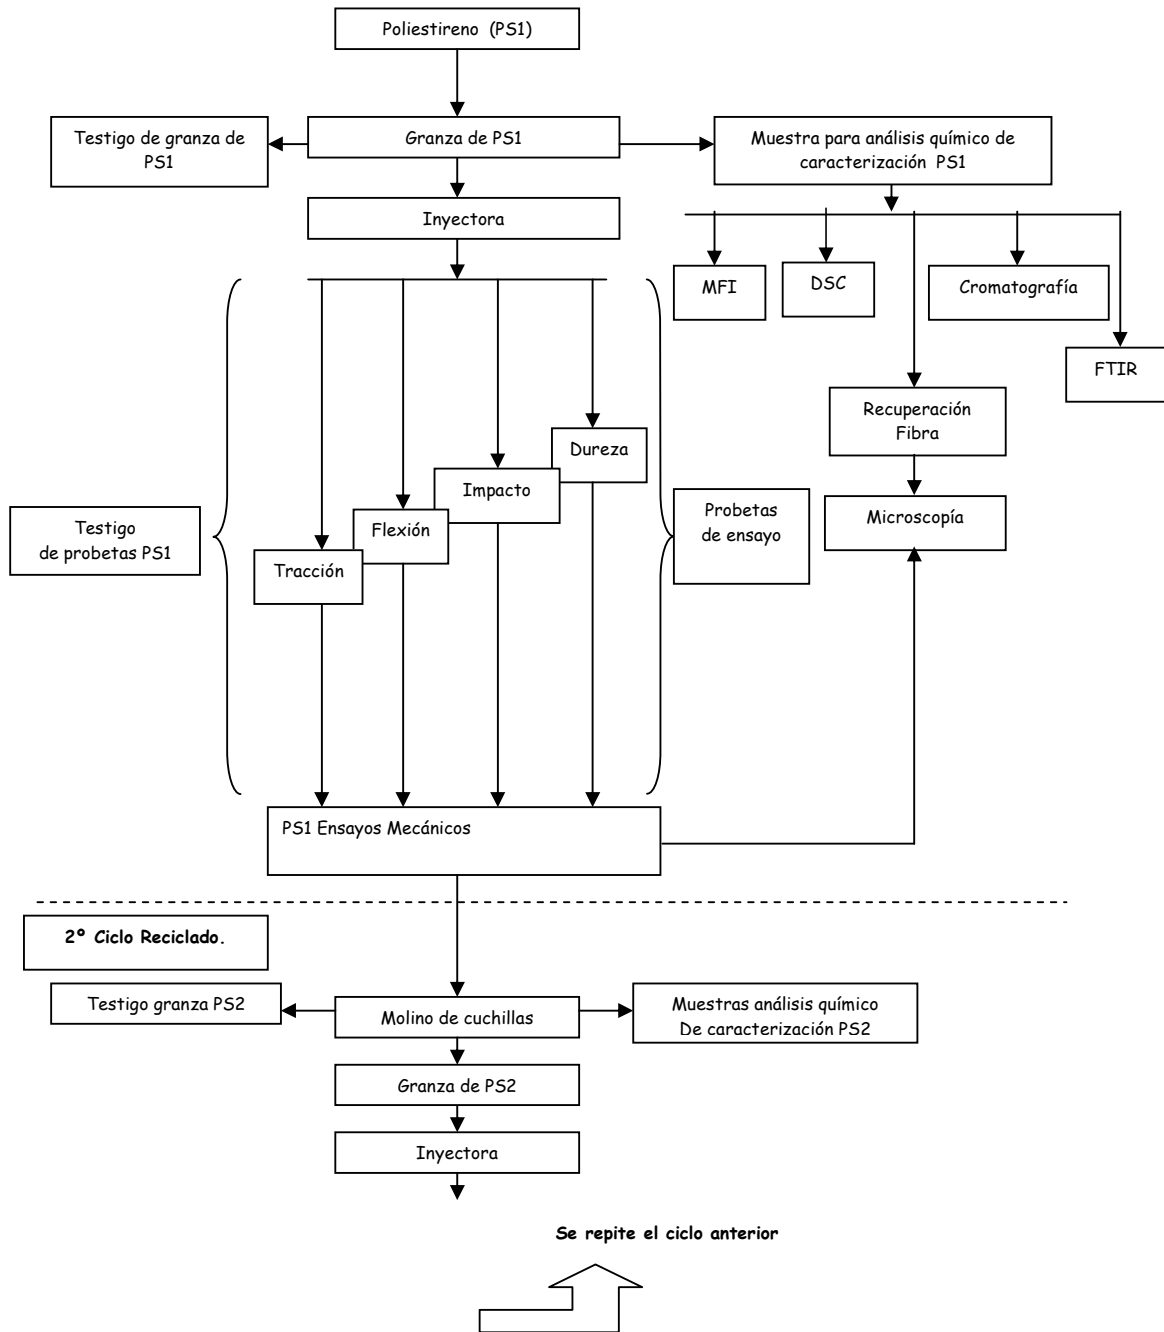 Poliestireno (PS1)
Testigo de granza de
PS1
Granza de PS1
Muestra para análisis químico de
caracterización PS1
Inyectora
MFI
DSC
Cromatografía
FTIR
Recuperación
Fibra
Dureza
Impacto
Flexión
Tracción
Microscopía
Testigo
de probetas PS1
Probetas
de ensayo
PS1 Ensayos Mecánicos
2º Ciclo Reciclado.
Testigo granza PS2
Molino de cuchillas
Muestras análisis químico
De caracterización PS2
Granza de PS2
Inyectora
Se repite el ciclo anterior